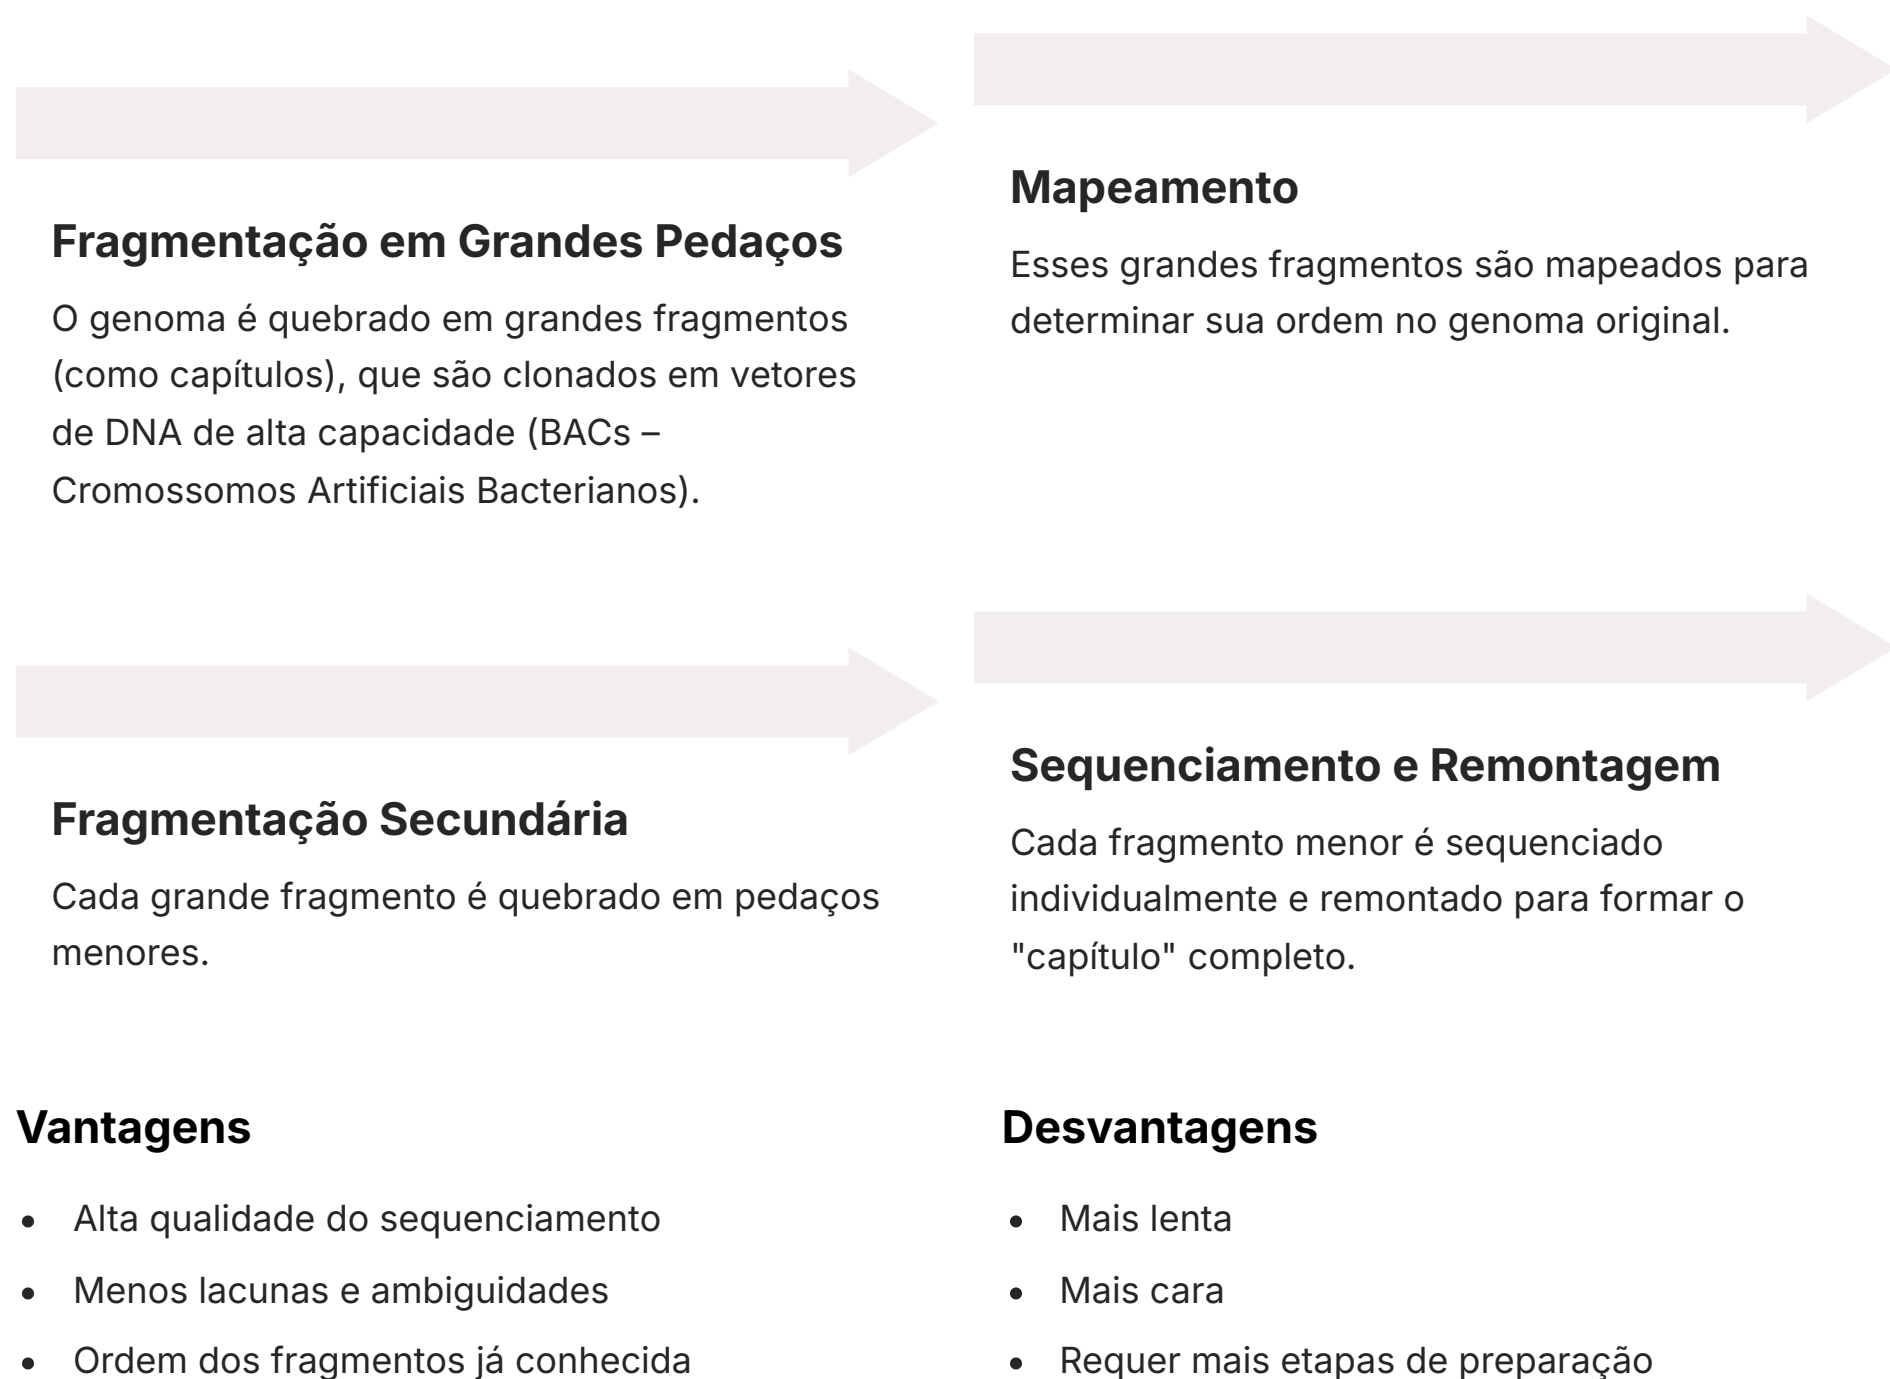 Fragmentação em Grandes Pedaços
O genoma é quebrado em grandes fragmentos
(como capítulos), que são clonados em vetores
de DNA de alta capacidade (BACs –
Cromossomos Artificiais Bacterianos).
Mapeamento
Esses grandes fragmentos são mapeados para
determinar sua ordem no genoma original.
Fragmentação Secundária
Cada grande fragmento é quebrado em pedaços
menores.
Sequenciamento e Remontagem
Cada fragmento menor é sequenciado
individualmente e remontado para formar o
"capítulo" completo.
Vantagens
• Alta qualidade do sequenciamento
• Menos lacunas e ambiguidades
• Ordem dos fragmentos já conhecida
Desvantagens
• Mais lenta
• Mais cara
• Requer mais etapas de preparação